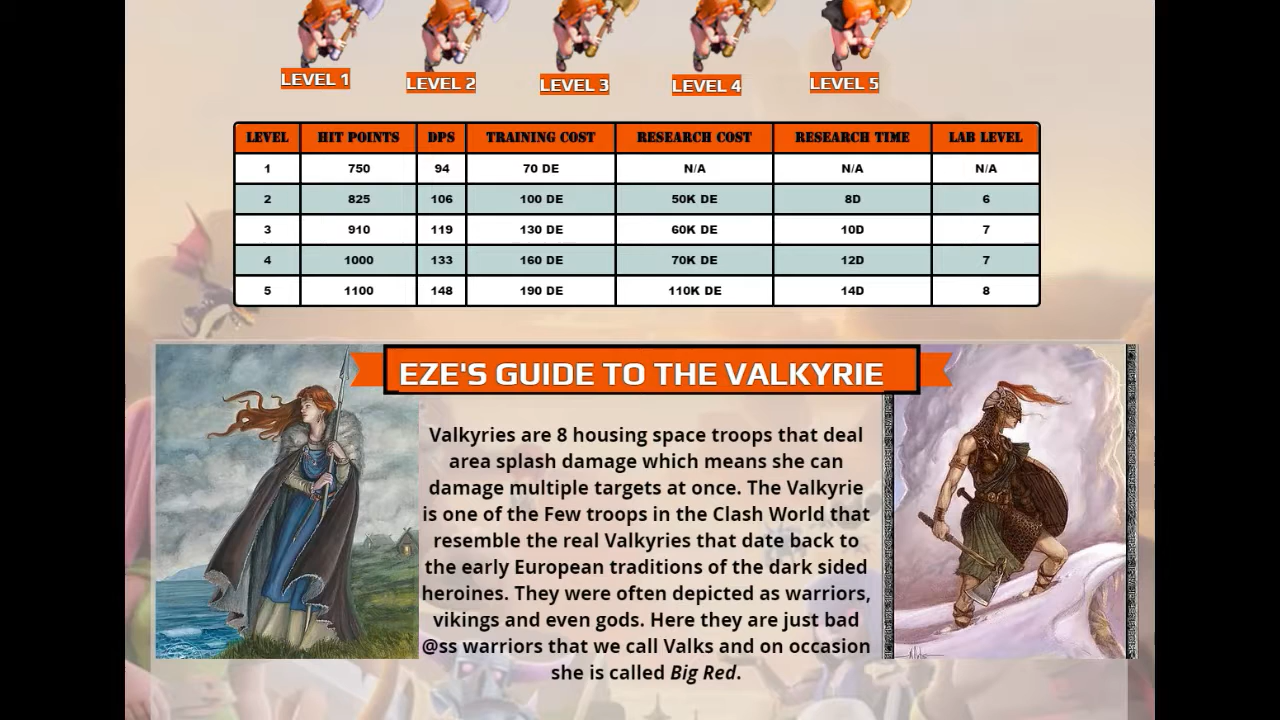 LEVEL 1 LEVEL 2 LEVEL 3 LEVEL 4 LEVEL 5
LEVEL HIT POINTS DPS TRAINING COST RESEARCH COST RESEARCH TIME LAB LEVEL
1 750 94 70 DE N/A N/A N/A
2 825 106 100 DE 50K DE 8D 6
3 910 119 130 DE 60K DE 10D 7
4 1000 133 160 DE 70K DE 12D 7
5 1100 148 190 DE 110K DE 14D 8
EZE'S GUIDE TO THE VALKYRIE
Valkyries are 8 housing space troops that deal
area splash damage which means she can
damage multiple targets at once. The Valkyrie
is one of the Few troops in the Clash World that
resemble the real Valkyries that date back to
the early European traditions of the dark sided
heroines. They were often depicted as warriors,
vikings and even gods. Here they are just bad
@ss warriors that we call Valks and on occasion
she is called Big Red.